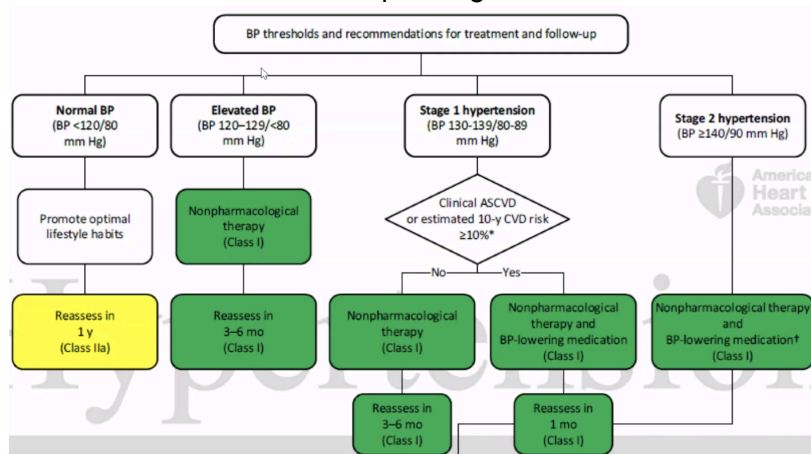 BP thresholds and recommendations for treatment and follow-up
Normal BP
(BP <120/80
mm Hg)
Elevated BP
(BP 120–129/<80
mm Hg)
Stage 1 hypertension
(BP 130-139/80-89
mm Hg)
Stage 2 hypertension
(BP ≥140/90 mm Hg)
America
Heart
Associa
Promote optimal
lifestyle habits
Nonpharmacological
therapy
(Class I)
Clinical ASCVD
or estimated 10-y CVD risk
≥10%*
No
Yes
Reassess in
1 y
(Class IIa)
Reassess in
3–6 mo
(Class I)
Nonpharmacological
therapy
(Class I)
Nonpharmacological
therapy and
BP-lowering medication
(Class I)
Nonpharmacological therapy
and
BP-lowering medication†
(Class I)
Reassess in
3–6 mo
(Class I)
Reassess in
1 mo
(Class I)
Hypertension